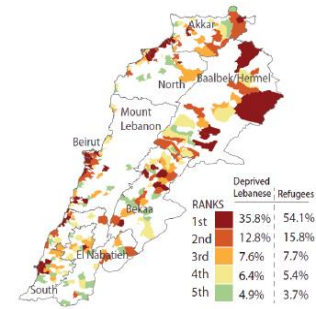 Akkar
Baalbek/Hermel
North
Mount
Lebanon
Beirut
Bekaa
El Nabatieh
South
Deprived
Lebanese Refugees
RANKS
1st 35.8% 54.1%
2nd 12.8% 15.8%
3rd 7.6% 7.7%
4th 6.4% 5.4%
5th 4.9% 3.7%